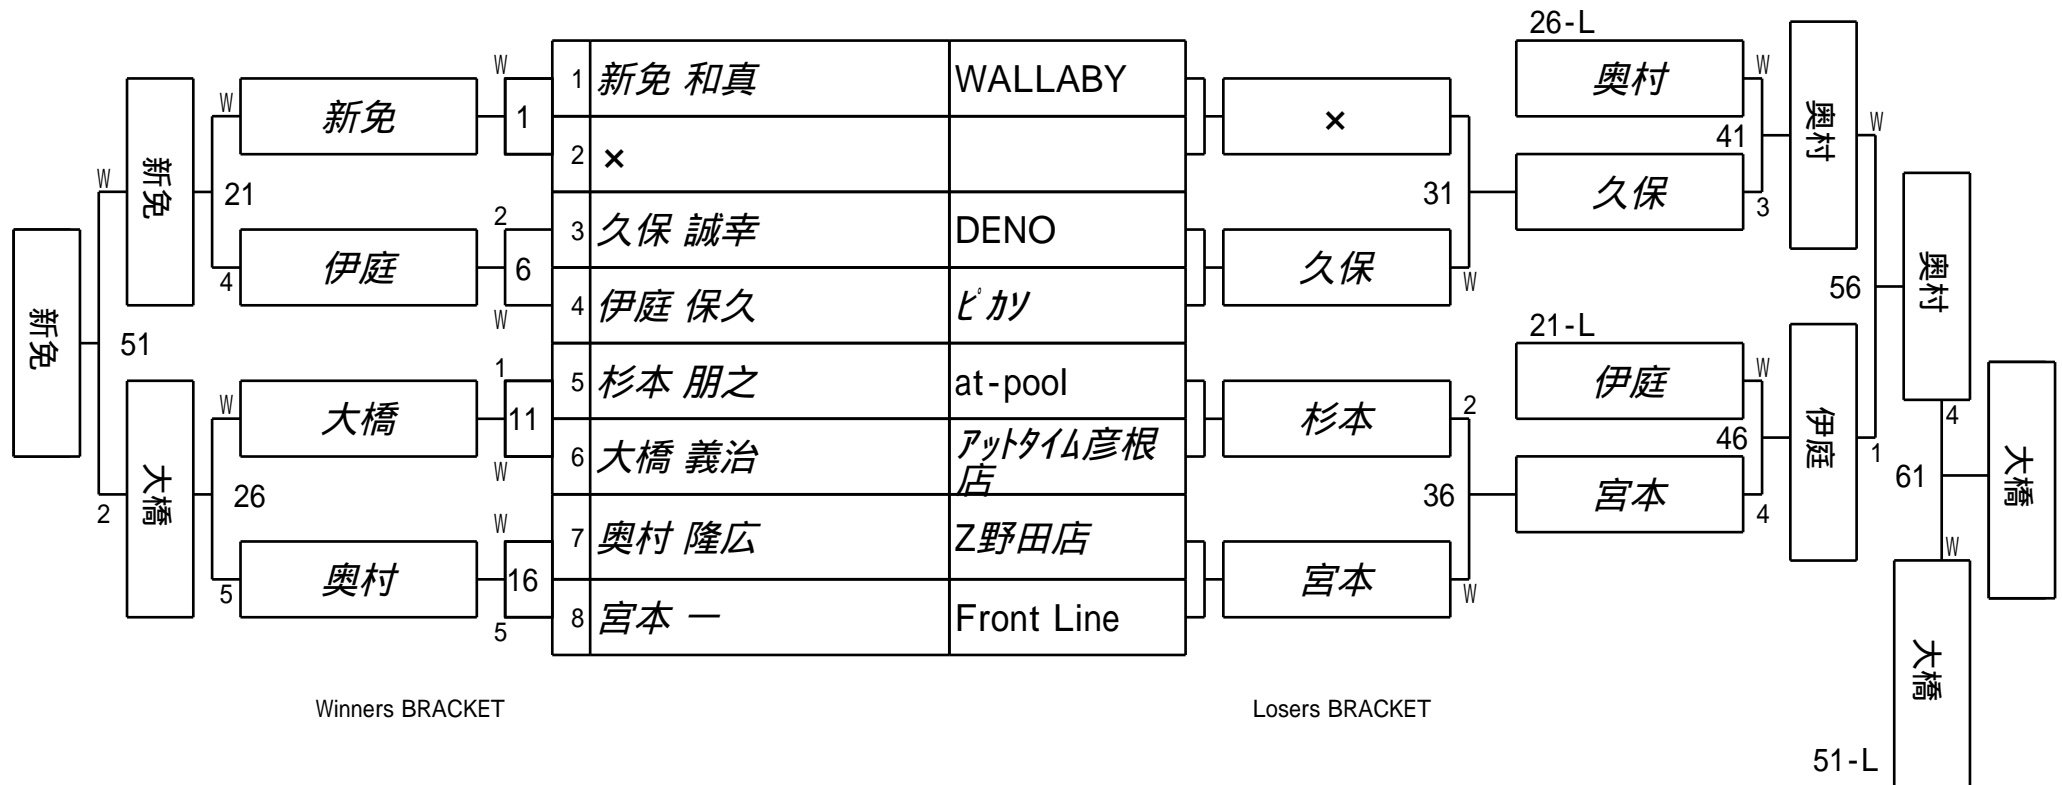 26-L
W
1 新免 和真 WALLABY
奥村
W
W
新免
1
×
41
奥村
W
2 ×
新免
W
21
31
久保
3
2
3 久保 誠幸 DENO
奥村
4
伊庭
6
久保
W
56
4 伊庭 保久 ピカソ
W
新免
51
21-L
1
5 杉本 朋之 at-pool
伊庭
W
W
大橋
11
杉本
2
4
46
伊庭
1
6 大橋 義治 アットタイム彦根
店
W
大橋
26
2
36
宮本
4
61
大橋
W
7 奥村 隆広 Z野田店
W
5
奥村
16
宮本
W
5
8 宮本 一 Front Line
大橋
Winners BRACKET
Losers BRACKET
51-L